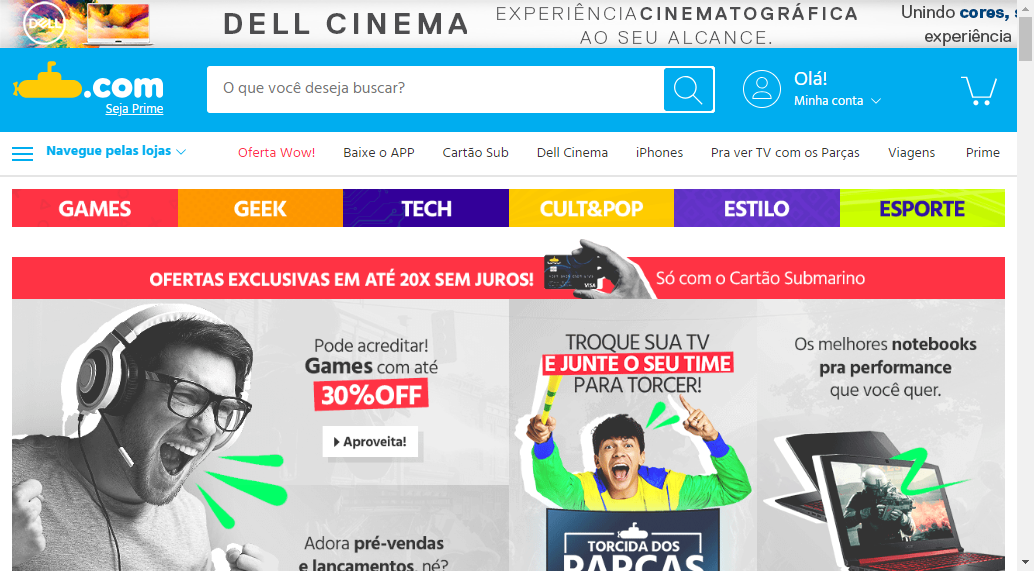 DELL
DELL CINEMA
EXPERIÊNCIA CINEMATOGRÁFICA
AO SEU ALCANCE.
Unindo cores, s
experiência
.com
Seja Prime
O que você deseja buscar?
Olá!
Minha conta
Navegue pelas lojas
Oferta Wow!
Baixe o APP
Cartão Sub
Dell Cinema
iPhones
Pra ver TV com os Parças
Viagens
Prime
GAMES
GEEK
TECH
CULT&POP
ESTILO
ESPORTE
OFERTAS EXCLUSIVAS EM ATÉ 20X SEM JUROS!
VISA
Só com o Cartão Submarino
Pode acreditar!
Games com até
30%OFF
Aproveita!
Adora pré-vendas
e lançamentos, né?
TROQUE SUA TV
E JUNTE O SEU TIME
PARA TORCER!
TORCIDA DOS
PARÇAS
Os melhores notebooks
pra performance
que você quer.